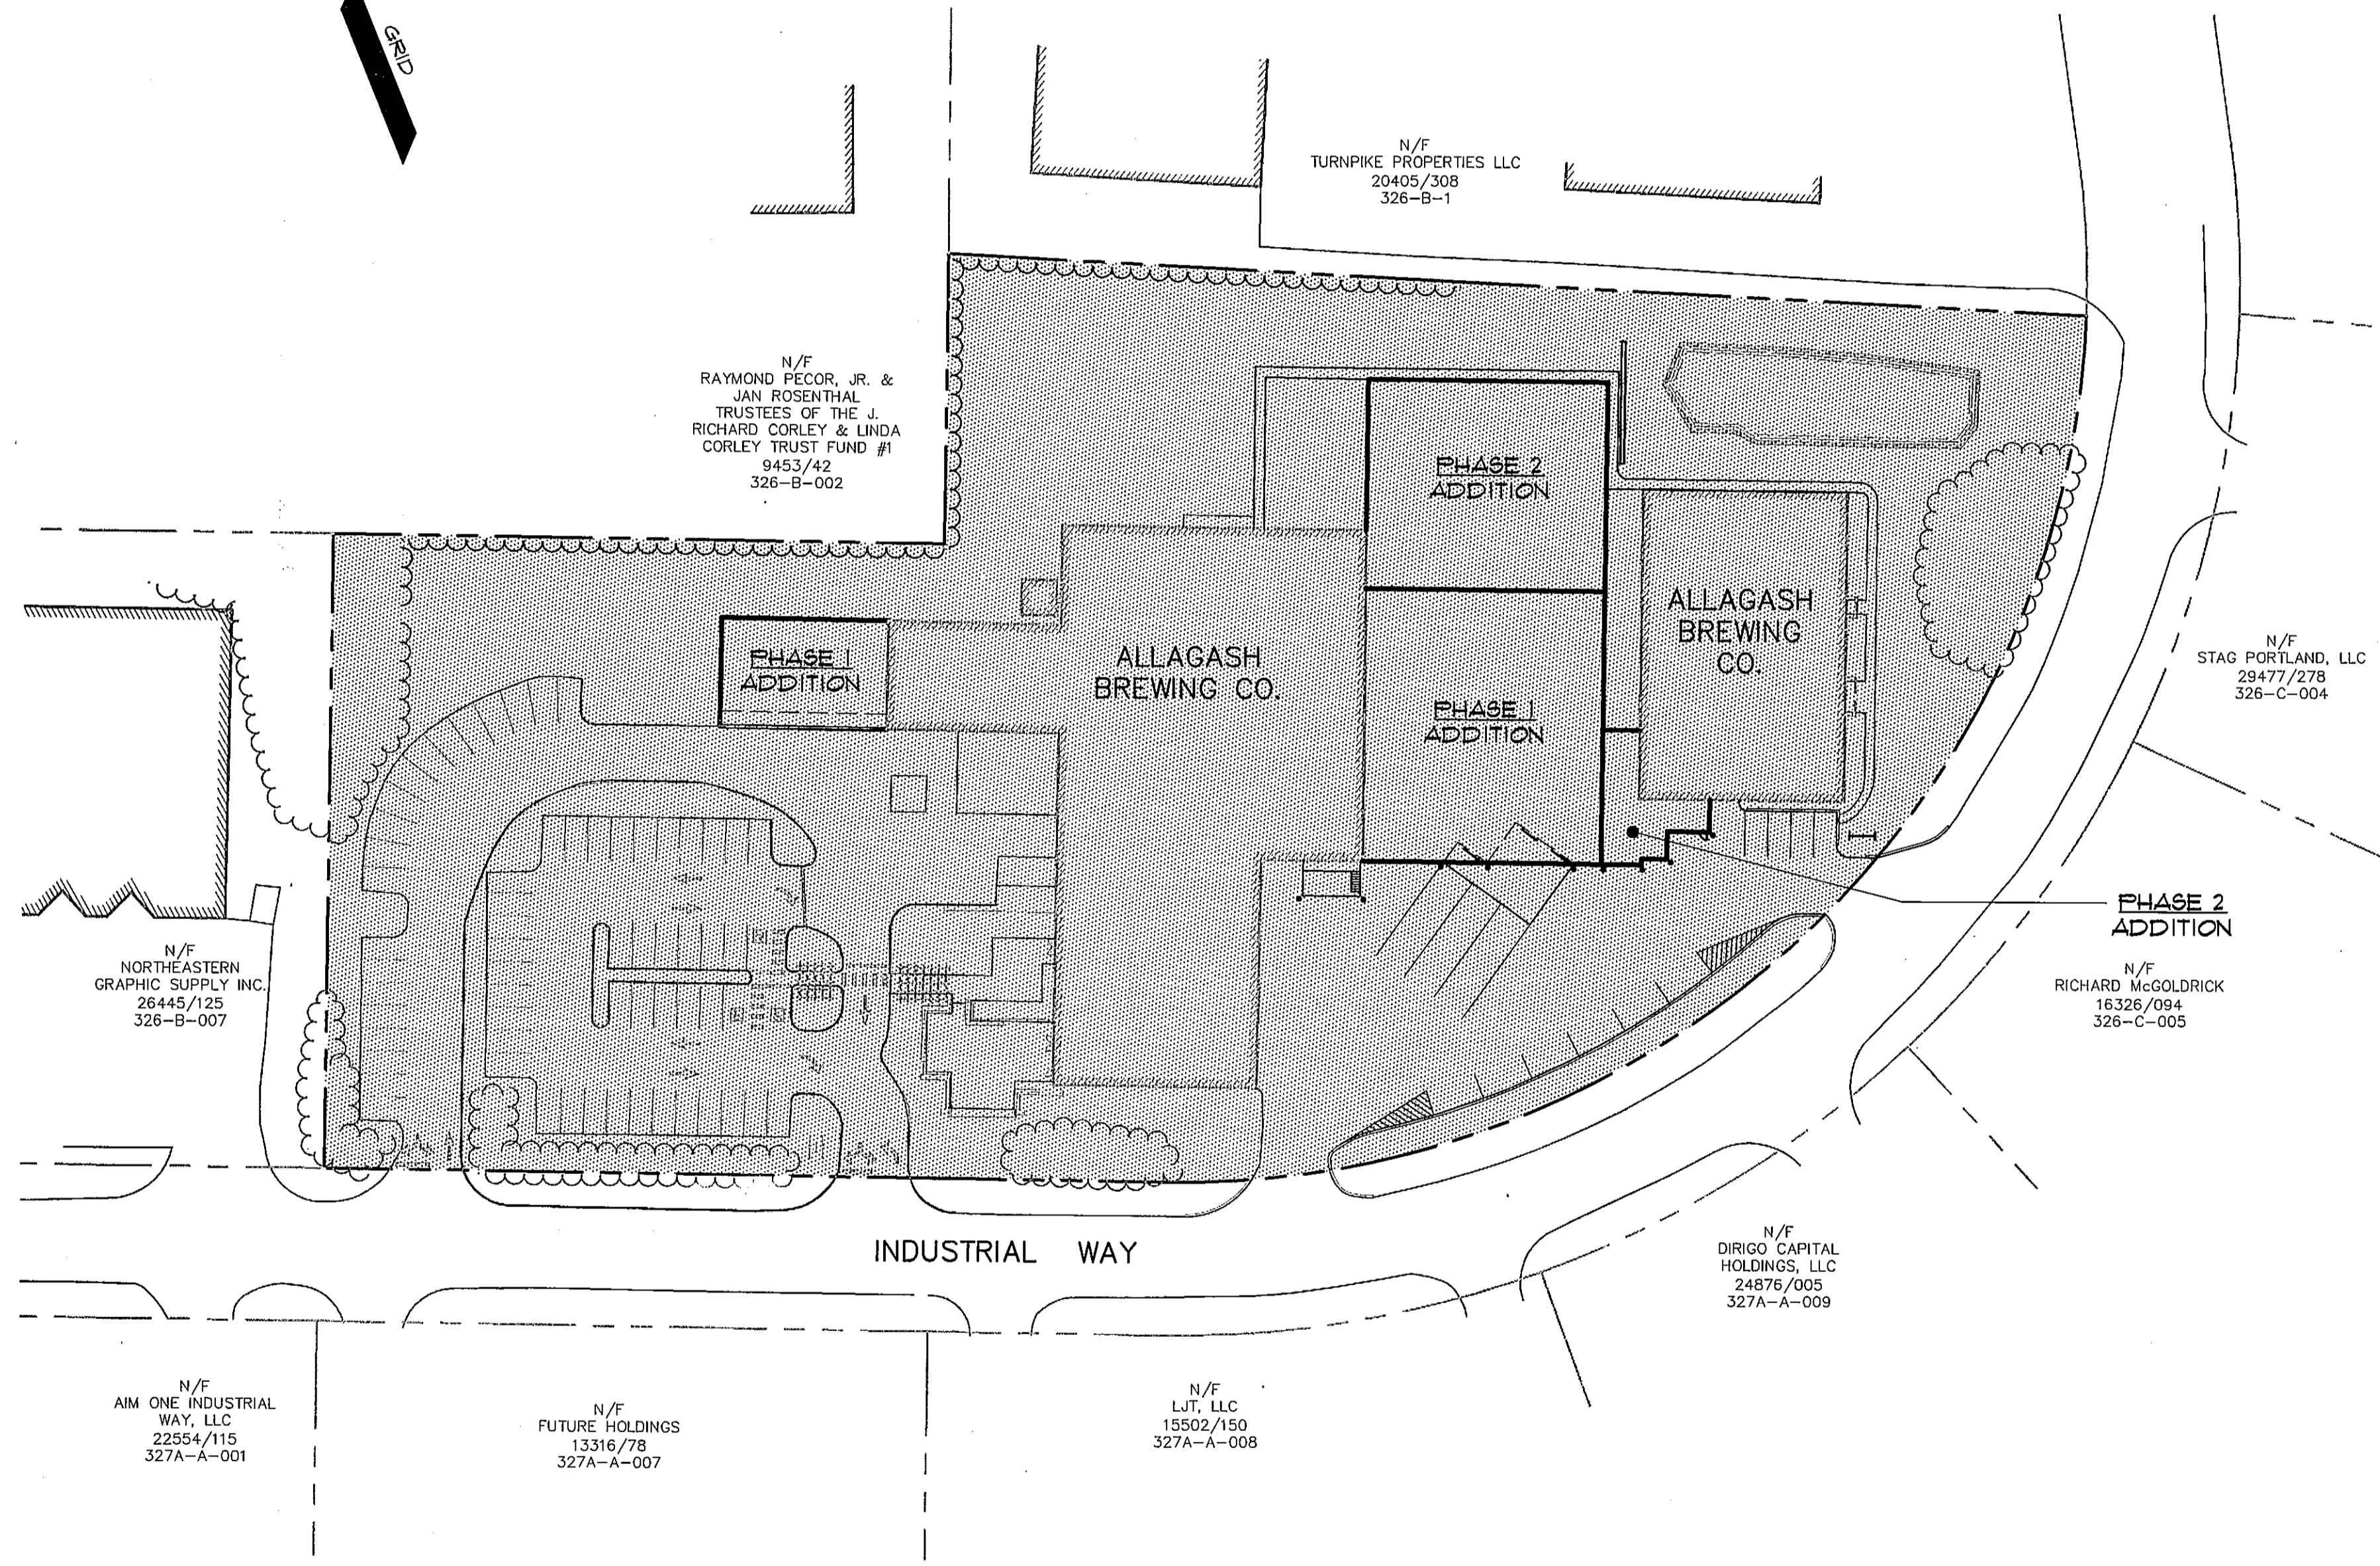 GRID
N/F
TURNPIKE PROPERTIES LLC
20405/308
326-B-1
N/F
RAYMOND PECOR, JR. &
JAN ROSENTHAL
TRUSTEES OF THE J.
RICHARD CORLEY & LINDA
CORLEY TRUST FUND #1
9453/42
326-B-002
PHASE 2
ADDITION
ALLAGASH
BREWING
CO.
PHASE 1
ADDITION
ALLAGASH
BREWING CO.
PHASE 1
ADDITION
N/F
STAG PORTLAND, LLC
29477/278
326-C-004
PHASE 2
ADDITION
N/F
NORTHEASTERN
GRAPHIC SUPPLY INC.
26445/125
326-B-007
N/F
RICHARD McGOLDRICK
16326/094
326-C-005
INDUSTRIAL WAY
N/F
DIRIGO CAPITAL
HOLDINGS, LLC
24876/005
327A-A-009
N/F
AIM ONE INDUSTRIAL
WAY, LLC
22554/115
327A-A-001
N/F
FUTURE HOLDINGS
13316/78
327A-A-007
N/F
LJT, LLC
15502/150
327A-A-008